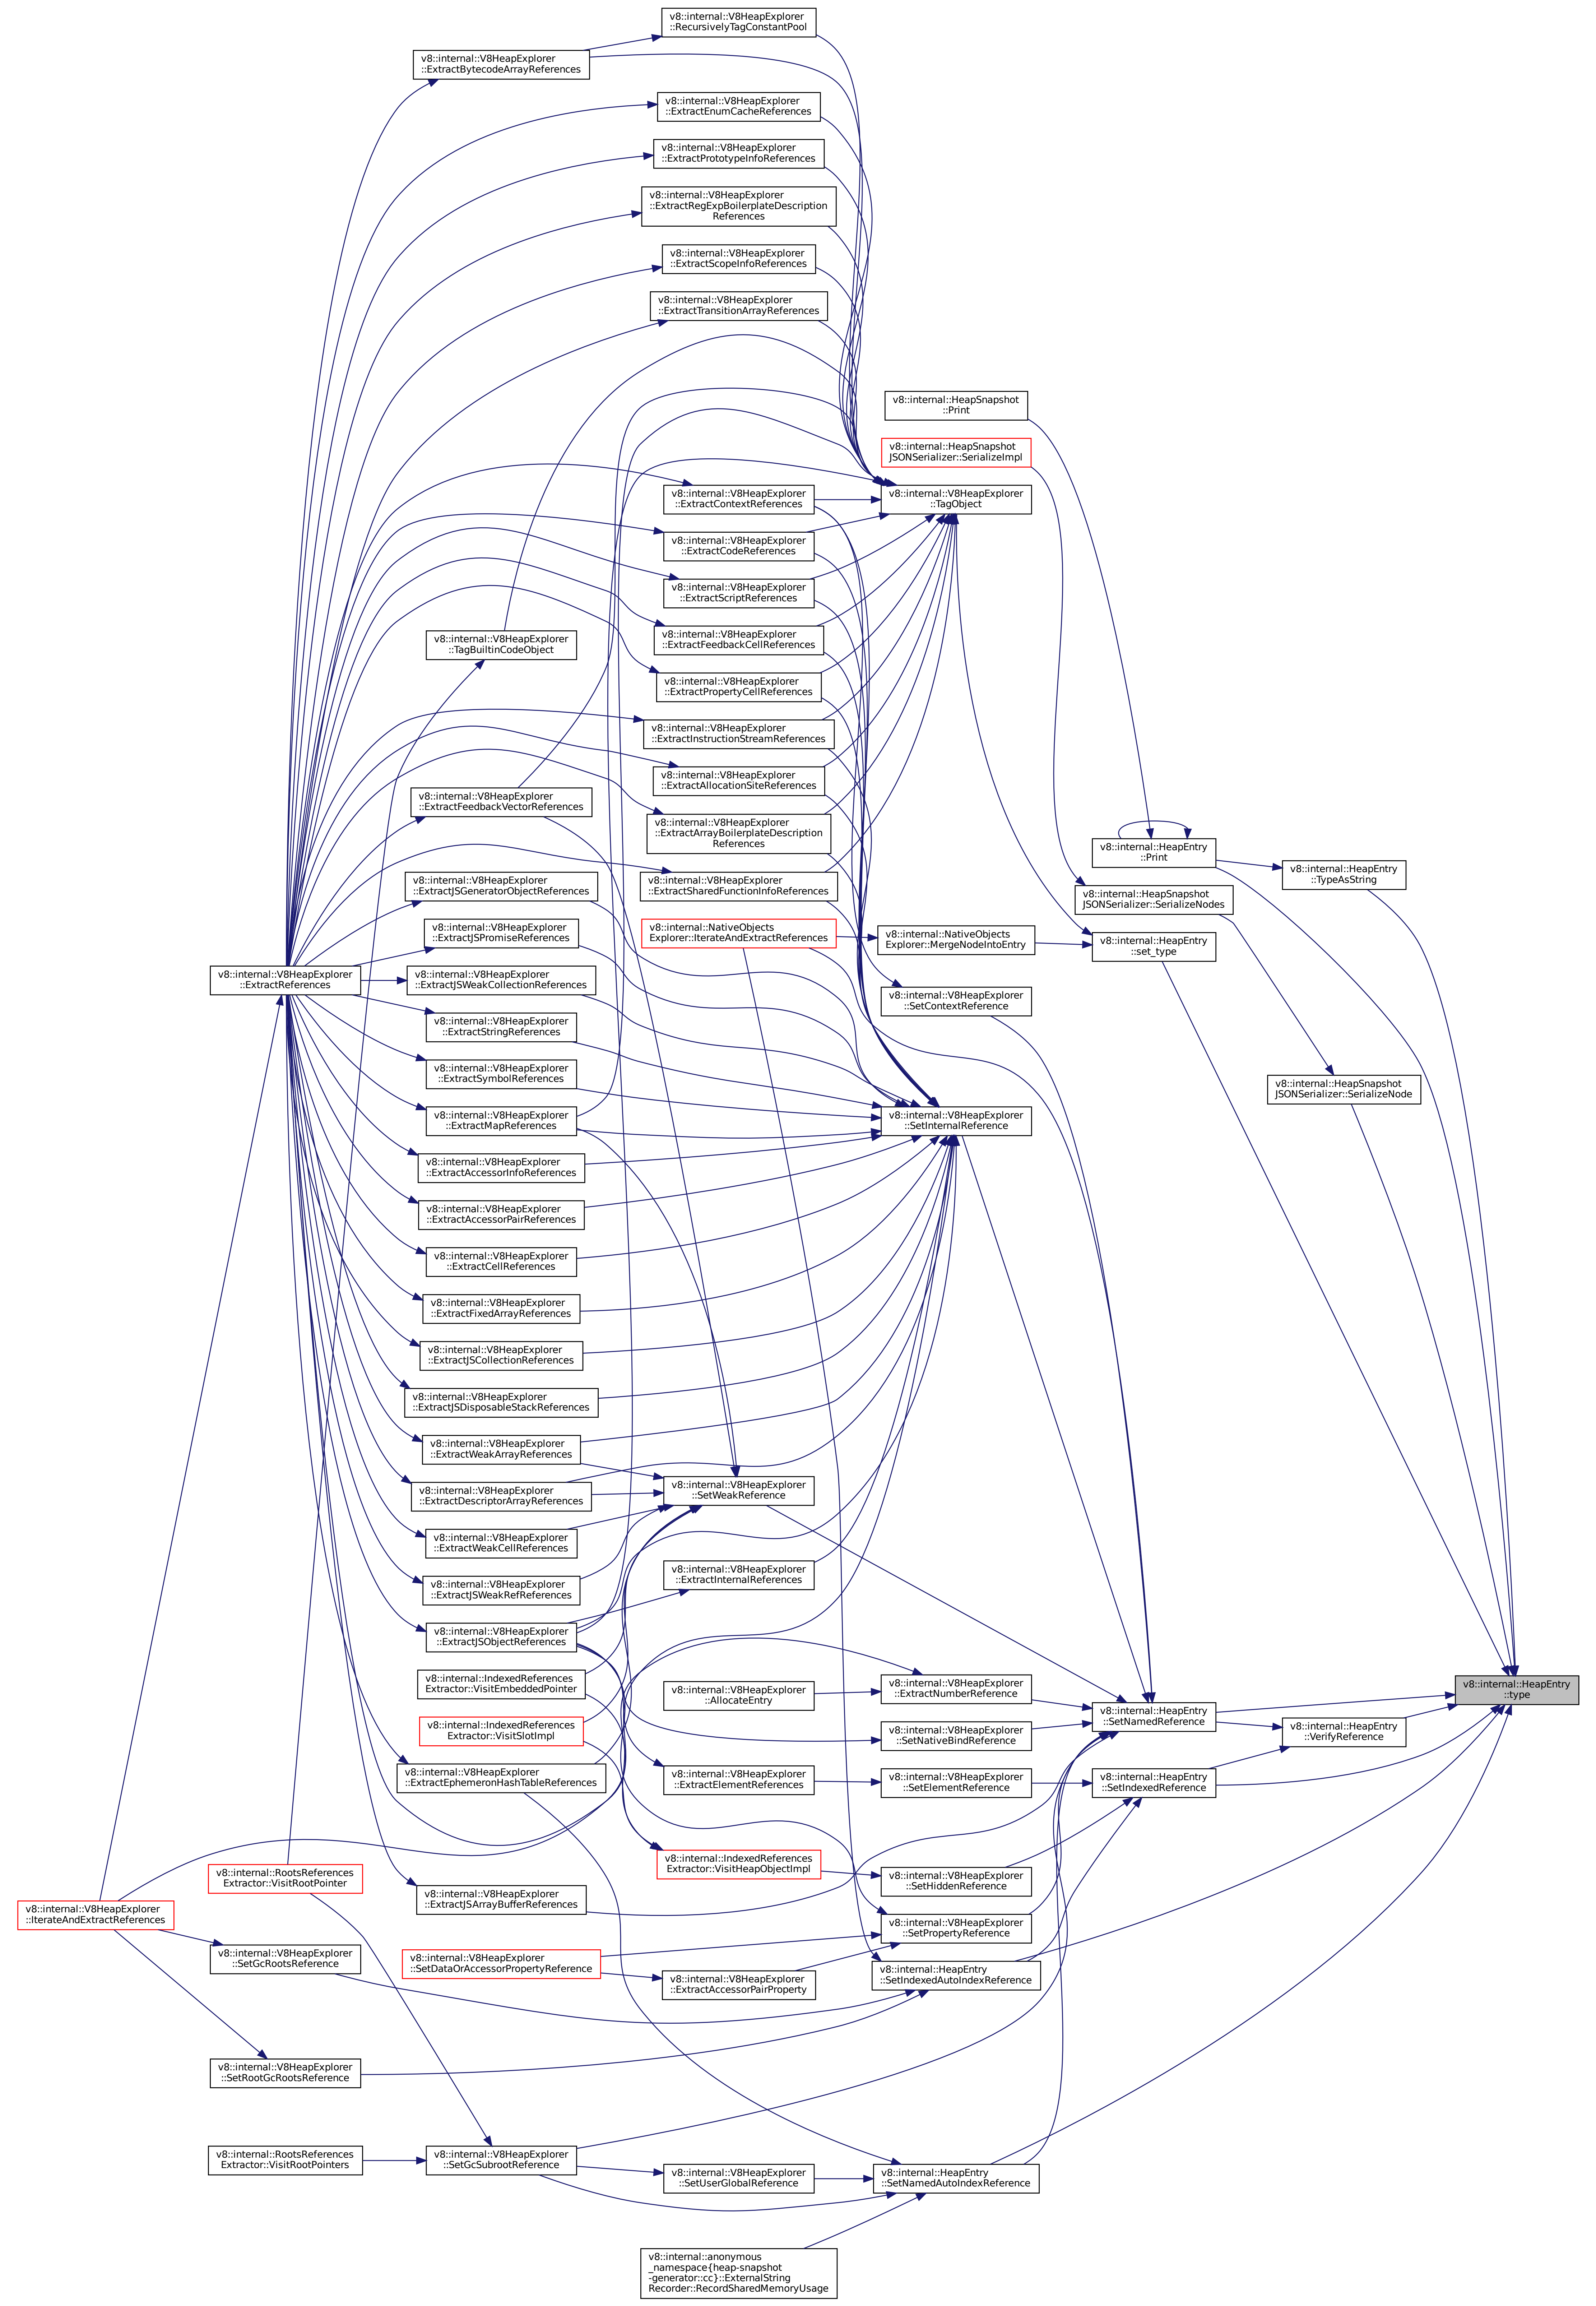 v8::internal::V8HeapExplorer
::RecursivelyTagConstantPool
v8::internal::V8HeapExplorer
::ExtractBytecodeArrayReferences
v8::internal::V8HeapExplorer
::ExtractEnumCacheReferences
v8::internal::V8HeapExplorer
::ExtractPrototypeInfoReferences
v8::internal::V8HeapExplorer
::ExtractRegExpBoilerplateDescription
References
v8::internal::V8HeapExplorer
::ExtractScopeInfoReferences
v8::internal::V8HeapExplorer
::ExtractTransitionArrayReferences
v8::internal::HeapSnapshot
::Print
v8::internal::HeapSnapshot
JSONSerializer::SerializeImpl
v8::internal::V8HeapExplorer
::ExtractContextReferences
v8::internal::V8HeapExplorer
::TagObject
v8::internal::V8HeapExplorer
::ExtractCodeReferences
v8::internal::V8HeapExplorer
::ExtractScriptReferences
v8::internal::V8HeapExplorer
::TagBuiltinCodeObject
v8::internal::V8HeapExplorer
::ExtractFeedbackCellReferences
v8::internal::V8HeapExplorer
::ExtractPropertyCellReferences
v8::internal::V8HeapExplorer
::ExtractInstructionStreamReferences
v8::internal::V8HeapExplorer
::ExtractAllocationSiteReferences
v8::internal::V8HeapExplorer
::ExtractFeedbackVectorReferences
v8::internal::V8HeapExplorer
::ExtractArrayBoilerplateDescription
References
v8::internal::HeapEntry
::Print
v8::internal::HeapEntry
::TypeAsString
v8::internal::V8HeapExplorer
::ExtractJSGeneratorObjectReferences
v8::internal::V8HeapExplorer
::ExtractSharedFunctionInfoReferences
v8::internal::HeapSnapshot
JSONSerializer::SerializeNodes
v8::internal::V8HeapExplorer
::ExtractJSPromiseReferences
v8::internal::NativeObjects
Explorer::IterateAndExtractReferences
v8::internal::NativeObjects
Explorer::MergeNodeIntoEntry
v8::internal::HeapEntry
::set_type
v8::internal::V8HeapExplorer
::ExtractReferences
v8::internal::V8HeapExplorer
::ExtractJSWeakCollectionReferences
v8::internal::V8HeapExplorer
::SetContextReference
v8::internal::V8HeapExplorer
::ExtractStringReferences
v8::internal::V8HeapExplorer
::ExtractSymbolReferences
v8::internal::HeapSnapshot
JSONSerializer::SerializeNode
v8::internal::V8HeapExplorer
::ExtractMapReferences
v8::internal::V8HeapExplorer
::SetInternalReference
v8::internal::V8HeapExplorer
::ExtractAccessorInfoReferences
v8::internal::V8HeapExplorer
::ExtractAccessorPairReferences
v8::internal::V8HeapExplorer
::ExtractCellReferences
v8::internal::V8HeapExplorer
::ExtractFixedArrayReferences
v8::internal::V8HeapExplorer
::ExtractJSCollectionReferences
v8::internal::V8HeapExplorer
::ExtractJSDisposableStackReferences
v8::internal::V8HeapExplorer
::ExtractWeakArrayReferences
v8::internal::V8HeapExplorer
::SetWeakReference
v8::internal::V8HeapExplorer
::ExtractDescriptorArrayReferences
v8::internal::V8HeapExplorer
::ExtractWeakCellReferences
v8::internal::V8HeapExplorer
::ExtractInternalReferences
v8::internal::V8HeapExplorer
::ExtractJSWeakRefReferences
v8::internal::V8HeapExplorer
::ExtractJSObjectReferences
v8::internal::IndexedReferences
Extractor::VisitEmbeddedPointer
v8::internal::V8HeapExplorer
::AllocateEntry
v8::internal::V8HeapExplorer
::ExtractNumberReference
v8::internal::HeapEntry
::type
v8::internal::HeapEntry
::SetNamedReference
v8::internal::IndexedReferences
Extractor::VisitSlotImpl
v8::internal::V8HeapExplorer
::SetNativeBindReference
v8::internal::HeapEntry
::VerifyReference
v8::internal::V8HeapExplorer
::ExtractEphemeronHashTableReferences
v8::internal::V8HeapExplorer
::ExtractElementReferences
v8::internal::V8HeapExplorer
::SetElementReference
v8::internal::HeapEntry
::SetIndexedReference
v8::internal::IndexedReferences
Extractor::VisitHeapObjectImpl
v8::internal::RootsReferences
Extractor::VisitRootPointer
v8::internal::V8HeapExplorer
::SetHiddenReference
v8::internal::V8HeapExplorer
::ExtractJSArrayBufferReferences
v8::internal::V8HeapExplorer
::IterateAndExtractReferences
v8::internal::V8HeapExplorer
::SetPropertyReference
v8::internal::V8HeapExplorer
::SetGcRootsReference
v8::internal::V8HeapExplorer
::SetDataOrAccessorPropertyReference
v8::internal::HeapEntry
::SetIndexedAutoIndexReference
v8::internal::V8HeapExplorer
::ExtractAccessorPairProperty
v8::internal::V8HeapExplorer
::SetRootGcRootsReference
v8::internal::RootsReferences
Extractor::VisitRootPointers
v8::internal::V8HeapExplorer
::SetGcSubrootReference
v8::internal::V8HeapExplorer
::SetUserGlobalReference
v8::internal::HeapEntry
::SetNamedAutoIndexReference
v8::internal::anonymous
_namespace{heap-snapshot
-generator::cc}::ExternalString
Recorder::RecordSharedMemoryUsage